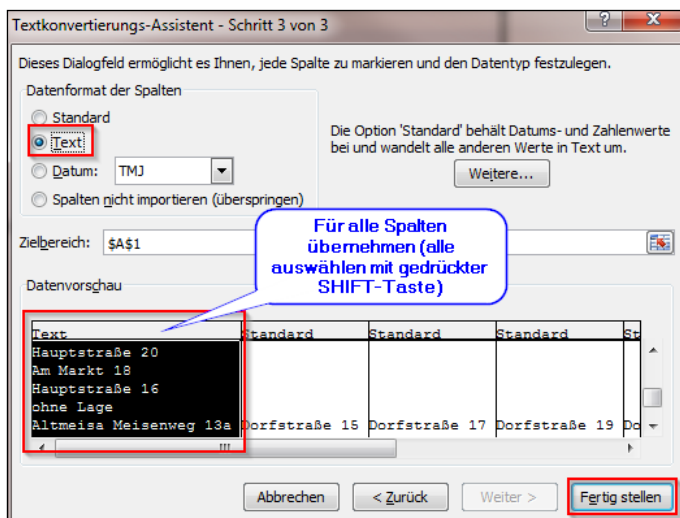 Textkonvertierungs-Assistent - Schritt 3 von 3
Dieses Dialogfeld ermöglicht es Ihnen, jede Spalte zu markieren und den Datentyp festzulegen.
Datenformat der Spalten
Standard
Text
Datum: TMJ
Spalten nicht importieren (überspringen)
Die Option 'Standard' behält Datums- und Zahlenwerte
bei und wandelt alle anderen Werte in Text um.
Weitere...
Für alle Spalten
übernehmen (alle
auswählen mit gedrückter
SHIFT-Taste)
Zielbereich: $A$1
Datenvorschau
Text Standard Standard Standard St
Hauptstraße 20
Am Markt 18
Hauptstraße 16
ohne Lage
Altmeisa Meisenweg 13a Dorfstraße 15 Dorfstraße 17 Dorfstraße 19 Do
Abbrechen < Zurück Weiter > Fertig stellen